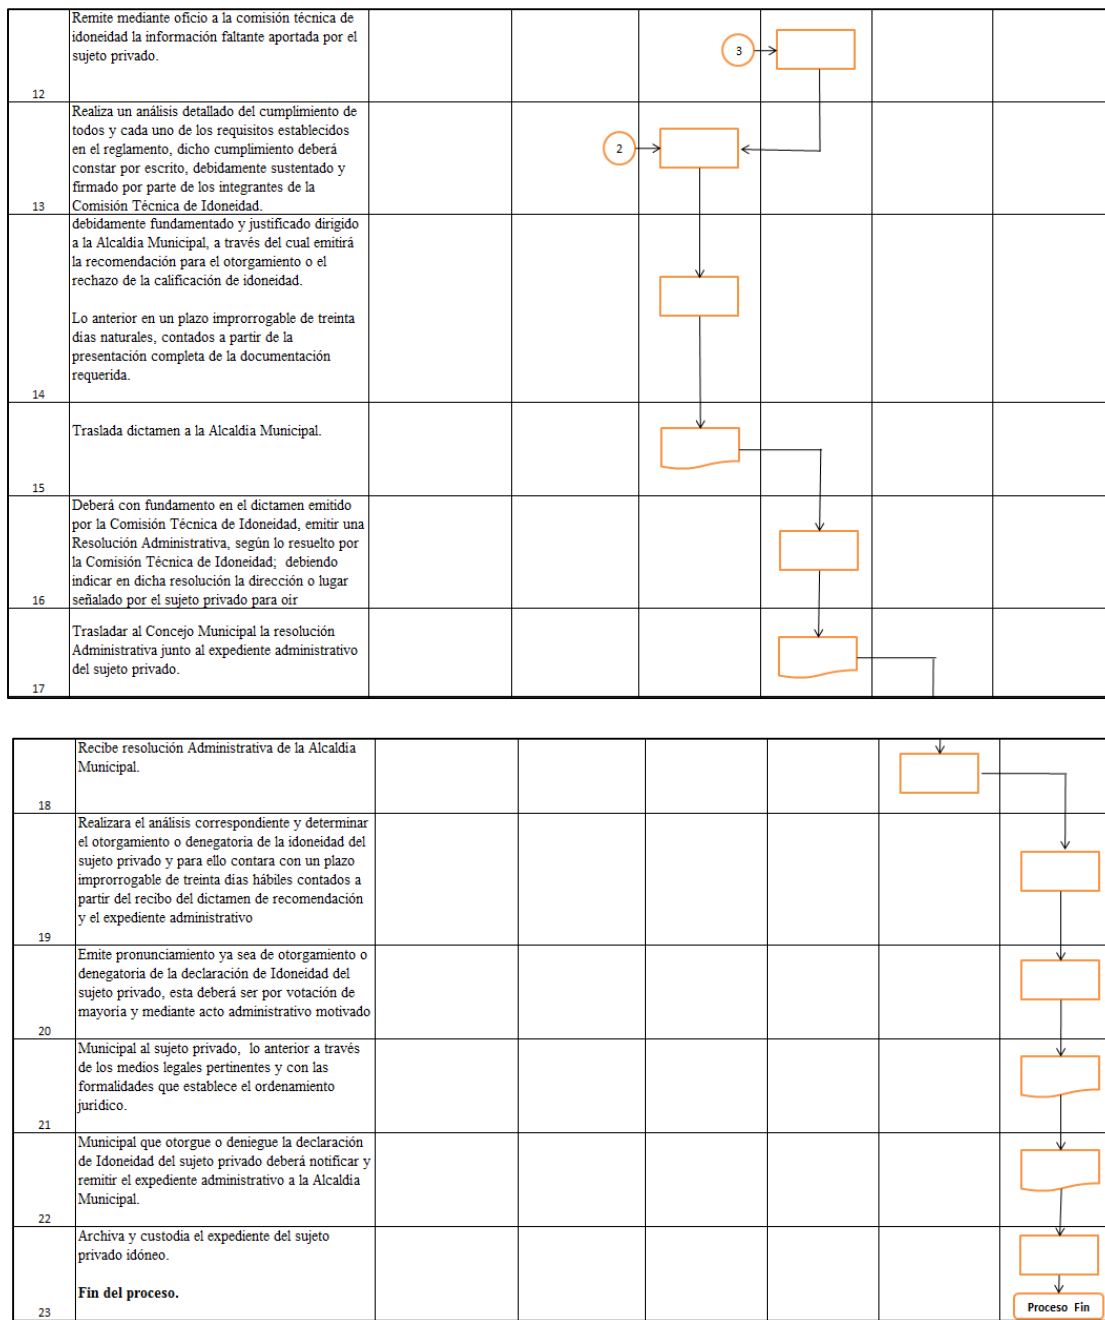 Remite mediante oficio a la comisión técnica de
idoneidad la información faltante aportada por el
sujeto privado.
3
12
Realiza un análisis detallado del cumplimiento de
todos y cada uno de los requisitos establecidos
en el reglamento, dicho cumplimiento deberá
constar por escrito, debidamente sustentado y
firmado por parte de los integrantes de la
Comisión Técnica de Idoneidad.
2
13
debidamente fundamentado y justificado dirigido
a la Alcaldía Municipal, a través del cual emitirá
la recomendación para el otorgamiento o el
rechazo de la calificación de idoneidad.
Lo anterior en un plazo improrrogable de treinta
días naturales, contados a partir de la
presentación completa de la documentación
requerida.
14
Traslada dictamen a la Alcaldía Municipal.
15
Deberá con fundamento en el dictamen emitido
por la Comisión Técnica de Idoneidad, emitir una
Resolución Administrativa, según lo resuelto por
la Comisión Técnica de Idoneidad; debiendo
indicar en dicha resolución la dirección o lugar
señalado por el sujeto privado para oír
16
Trasladar al Concejo Municipal la resolución
Administrativa junto al expediente administrativo
del sujeto privado.
17
Recibe resolución Administrativa de la Alcaldía
Municipal.
18
Realizara el análisis correspondiente y determinar
el otorgamiento o denegatoria de la idoneidad del
sujeto privado y para ello contara con un plazo
improrrogable de treinta días hábiles contados a
partir del recibo del dictamen de recomendación
y el expediente administrativo
19
Emite pronunciamiento ya sea de otorgamiento o
denegatoria de la declaración de Idoneidad del
sujeto privado, esta deberá ser por votación de
mayoría y mediante acto administrativo motivado
20
Municipal al sujeto privado, lo anterior a través
de los medios legales pertinentes y con las
formalidades que establece el ordenamiento
jurídico.
21
Municipal que otorgue o deniegue la declaración
de Idoneidad del sujeto privado deberá notificar y
remitir el expediente administrativo a la Alcaldía
Municipal.
22
Archiva y custodia el expediente del sujeto
privado idóneo.
Fin del proceso.
23
Proceso Fin